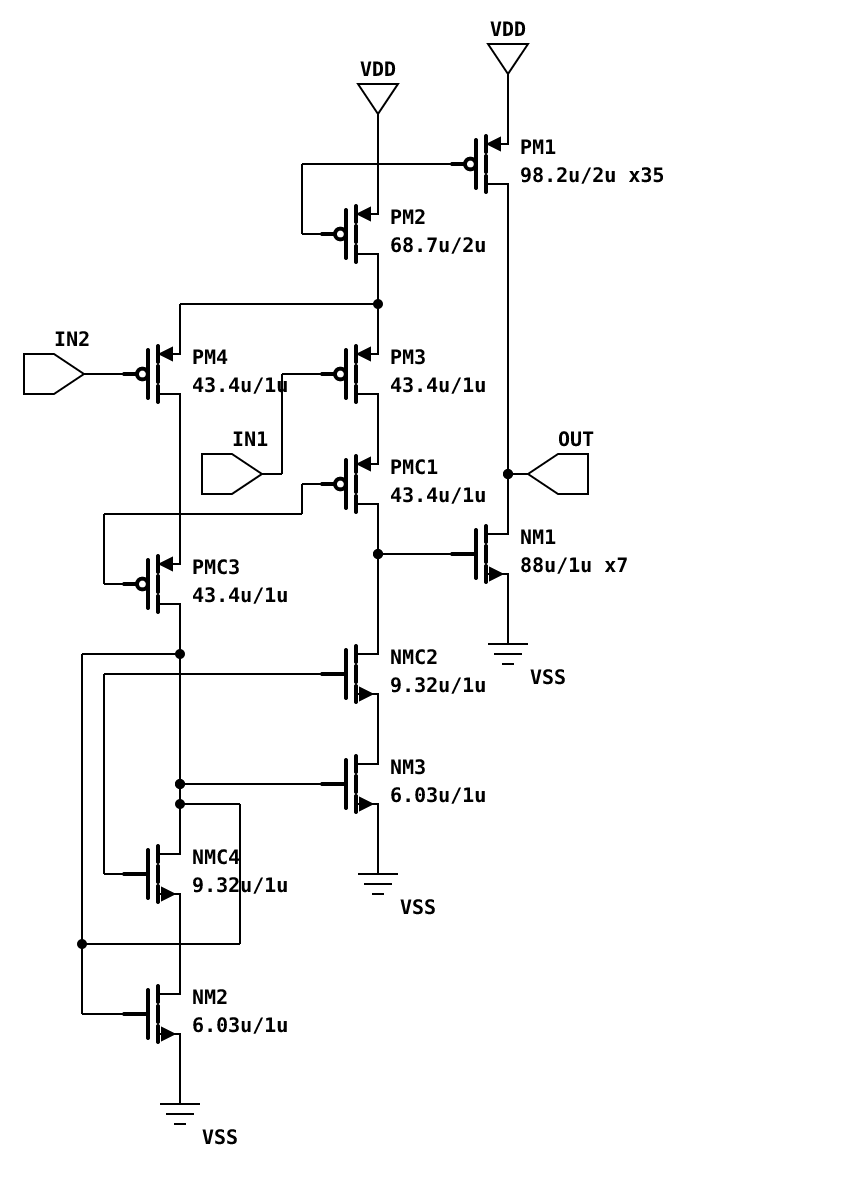 VDD
VDD
PM1
98.2u/2u x35
PM2
68.7u/2u
IN2
PM4
43.4u/1u
PM3
43.4u/1u
IN1
OUT
PMC1
43.4u/1u
NM1
88u/1u x7
PMC3
43.4u/1u
NMC2
9.32u/1u
VSS
NM3
6.03u/1u
NMC4
9.32u/1u
VSS
NM2
6.03u/1u
VSS